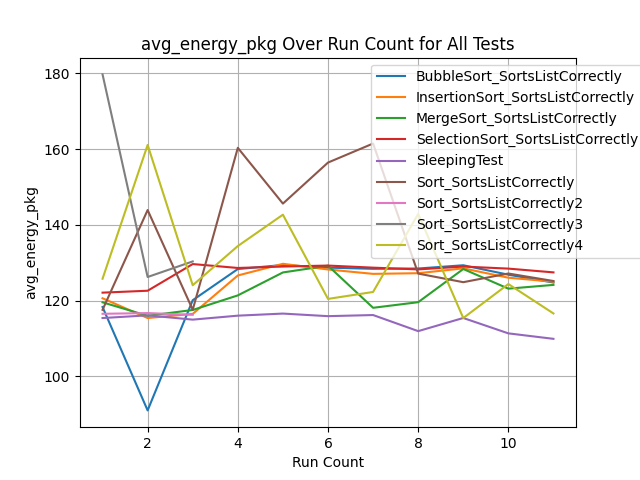 avg_energy_pkg Over Run Count for All Tests
180
160
140
120
100
avg_energy_pkg
BubbleSort_SortsListCorrectly
InsertionSort_SortsListCorrectly
MergeSort_SortsListCorrectly
SelectionSort_SortsListCorrectly
SleepingTest
Sort_SortsListCorrectly
Sort_SortsListCorrectly2
Sort_SortsListCorrectly3
Sort_SortsListCorrectly4
2 4 6 8 10
Run Count